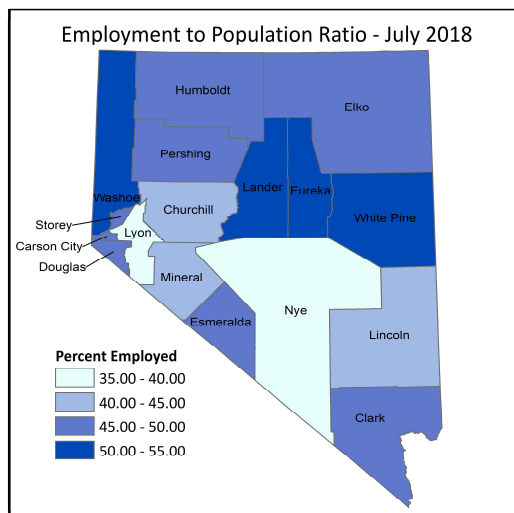 Employment to Population Ratio - July 2018
Humboldt
Elko
Pershing
Washoe
Lander
Eureka
White Pine
Churchill
Storey
Lyon
Carson City
Douglas
Mineral
Nye
Esmeralda
Lincoln
Clark
Percent Employed
35.00 - 40.00
40.00 - 45.00
45.00 - 50.00
50.00 - 55.00